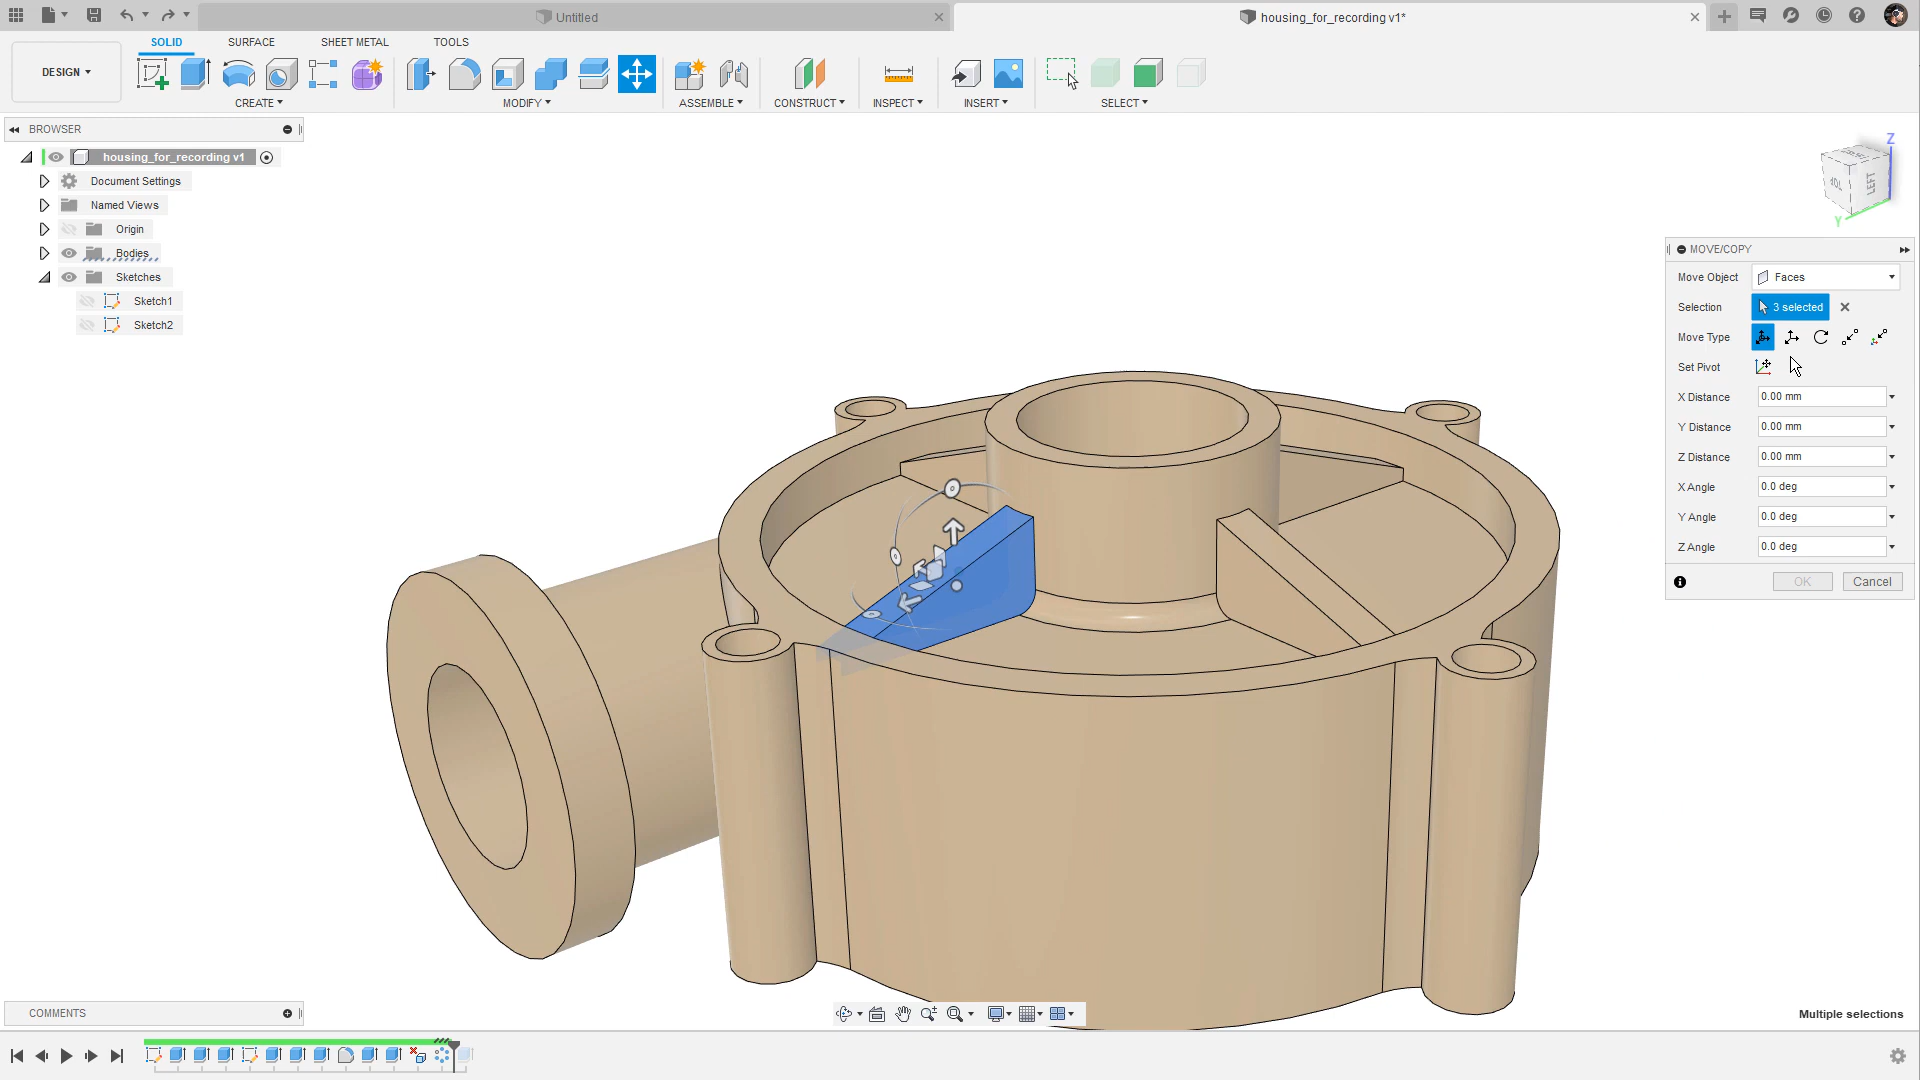 Untitled
housing_for_recording v1*
DESIGN
SOLID
SURFACE
SHEET METAL
TOOLS
CREATE
MODIFY
ASSEMBLE
CONSTRUCT
INSPECT
INSERT
SELECT
BROWSER
housing_for_recording v1
Document Settings
Named Views
Origin
Bodies
Sketches
Sketch1
Sketch2
Z
TOP
LEFT
Y
MOVE/COPY
Move Object
Faces
Selection
3 selected
Move Type
Set Pivot
X Distance
0.00 mm
Y Distance
0.00 mm
Z Distance
0.00 mm
X Angle
0.0 deg
Y Angle
0.0 deg
Z Angle
0.0 deg
OK
Cancel
COMMENTS
Multiple selections